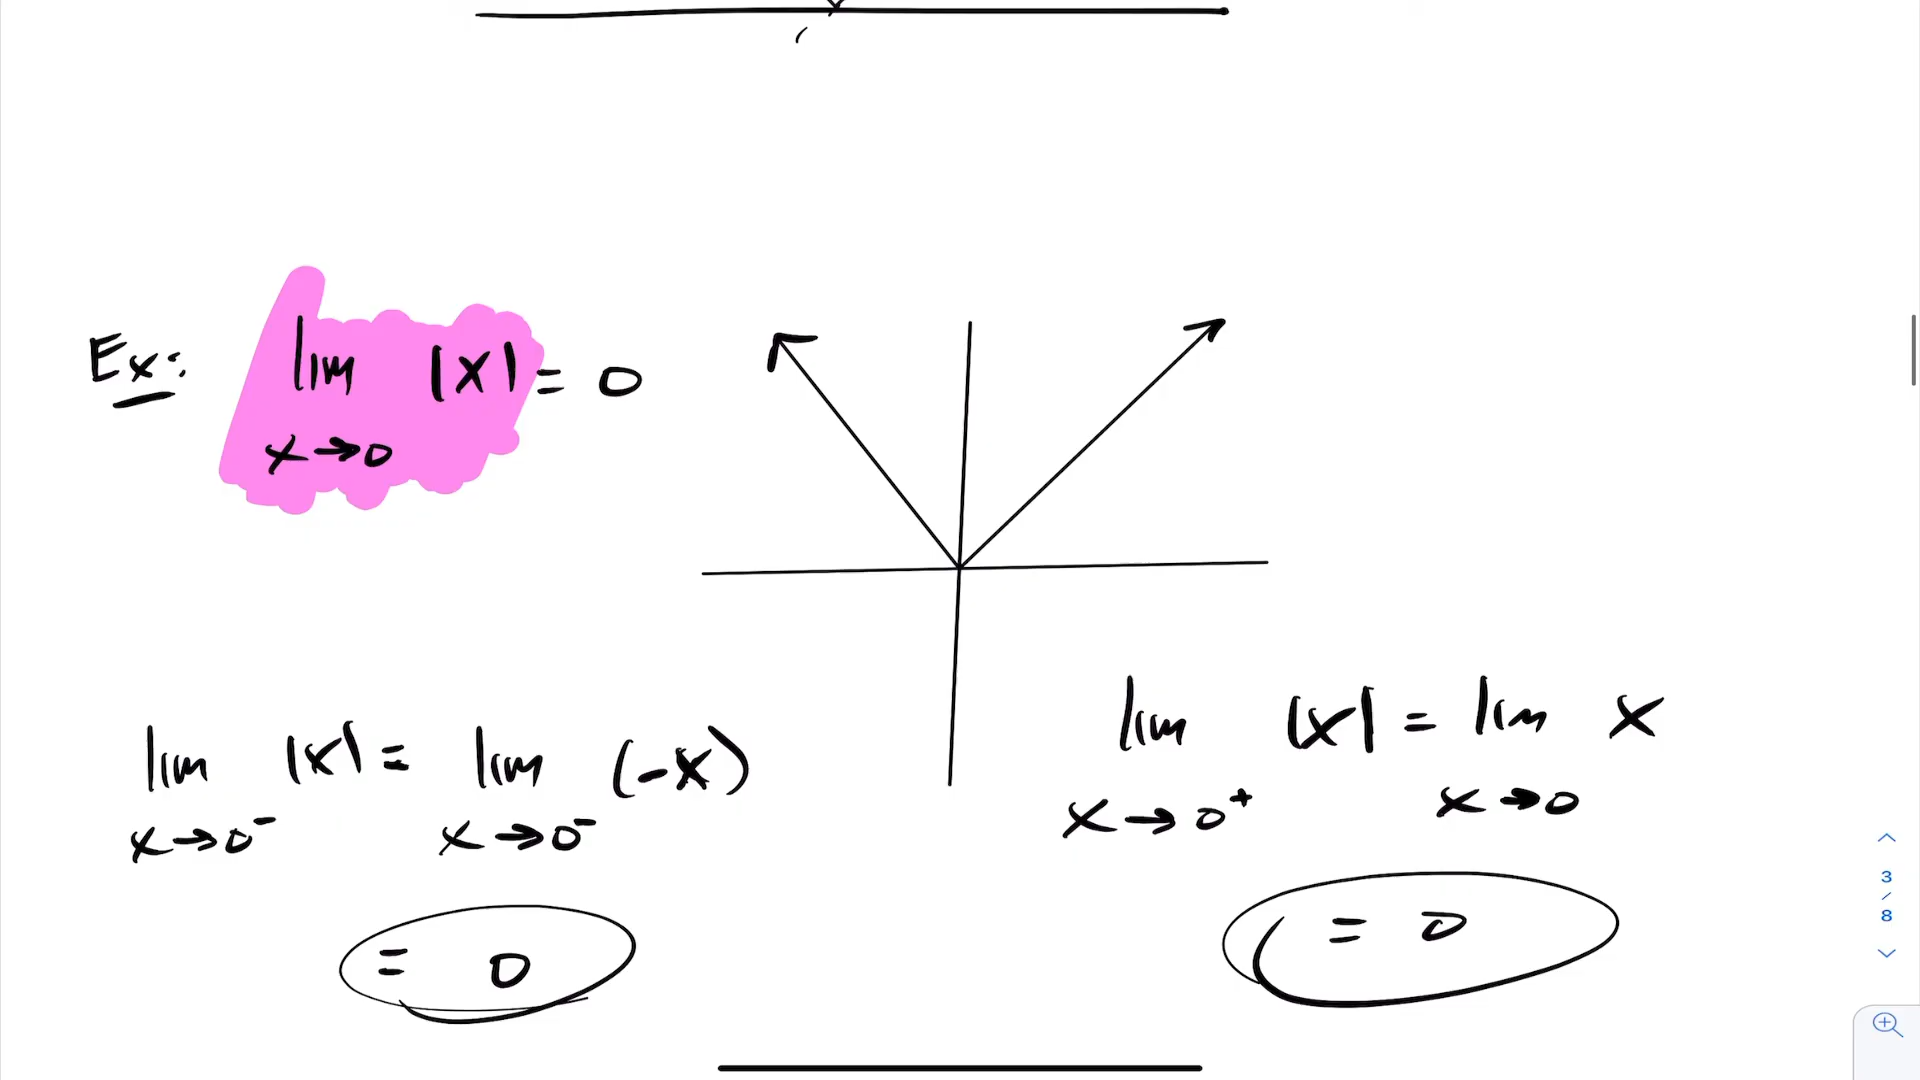 Ex: lim |x| = 0
x→0
lim |x| = lim (-x)
x→0⁻ x→0⁻
= 0
lim |x| = lim x
x→0⁺ x→0
= 0
3
/
8